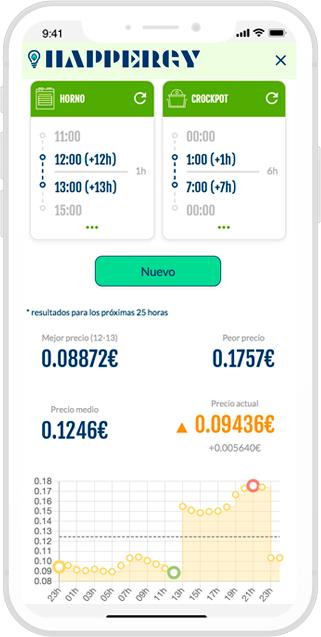 9:41
HAPPERGY
HORNO
11:00
12:00 (+12h)
1h
13:00 (+13h)
15:00
CROCKPOT
00:00
1:00 (+1h)
6h
7:00 (+7h)
00:00
Nuevo
* resultados para los próximas 25 horas
Mejor precio (12-13)
0.08872€
Peor precio
0.1757€
Precio medio
0.1246€
Precio actual
▲ 0.09436€
+0.005640€
0.18
0.17
0.16
0.15
0.14
0.13
0.12
0.11
0.10
0.09
0.08
23h 01h 03h 05h 07h 09h 11h 13h 15h 17h 19h 21h 23h